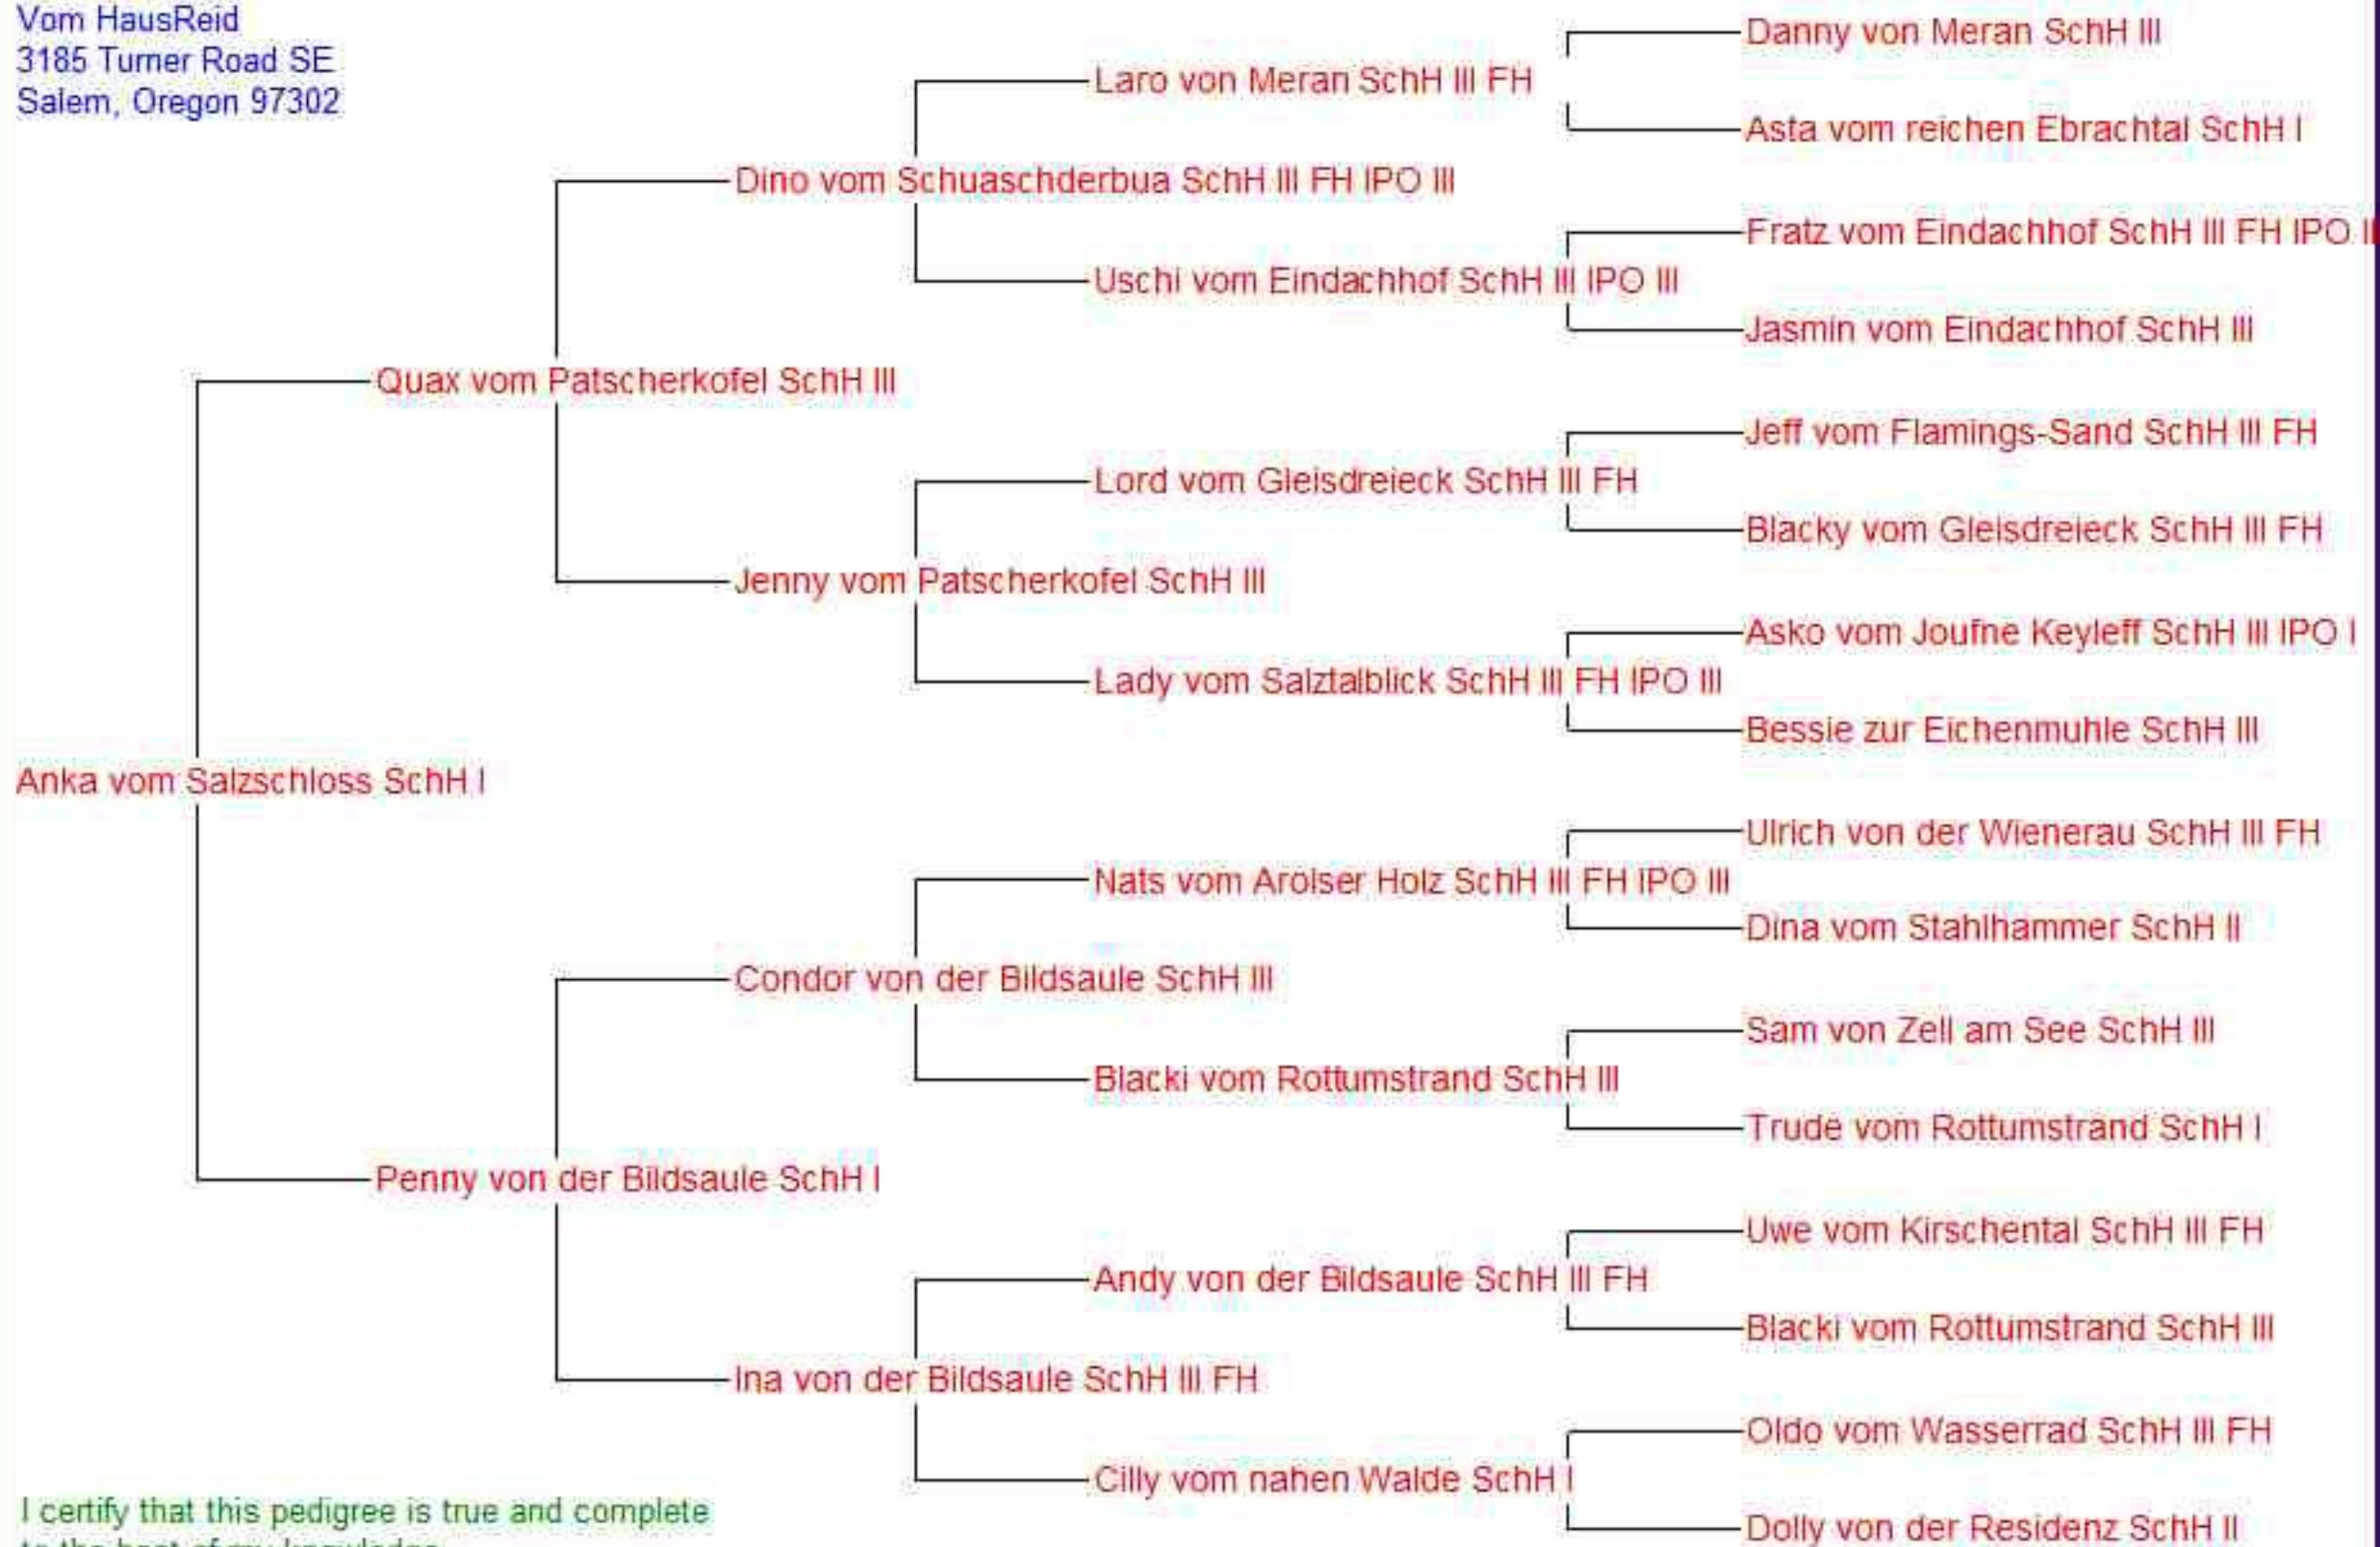 Vom HausReid
3185 Turner Road SE
Salem, Oregon 97302
Danny von Meran SchH III
Laro von Meran SchH III FH
Asta vom reichen Ebrachtal SchH I
Dino vom Schuaschderbua SchH III FH IPO III
Fratz vom Eindachhof SchH III FH IPO
Uschi vom Eindachhof SchH III IPO III
Jasmin vom Eindachhof SchH III
Quax vom Patscherkofel SchH III
Jeff vom Flamings-Sand SchH III FH
Lord vom Gleisdreieck SchH III FH
Blacky vom Gleisdreieck SchH III FH
Jenny vom Patscherkofel SchH III
Asko vom Joufne Keyleff SchH III IPO I
Lady vom Salztalblick SchH III FH IPO III
Bessie zur Eichenmuhle SchH III
Anka vom Salzschloss SchH I
Ulrich von der Wienerau SchH III FH
Nats vom Arolser Holz SchH III FH IPO III
Dina vom Stahlhammer SchH II
Condor von der Bildsaule SchH III
Sam von Zell am See SchH III
Blacki vom Rottumstrand SchH III
Trude vom Rottumstrand SchH I
Penny von der Bildsaule SchH I
Uwe vom Kirschental SchH III FH
Andy von der Bildsaule SchH III FH
Blacki vom Rottumstrand SchH III
Ina von der Bildsaule SchH III FH
Oldo vom Wasserrad SchH III FH
Cilly vom nahen Walde SchH I
Dolly von der Residenz SchH II
I certify that this pedigree is true and complete
to the best of my knowledge